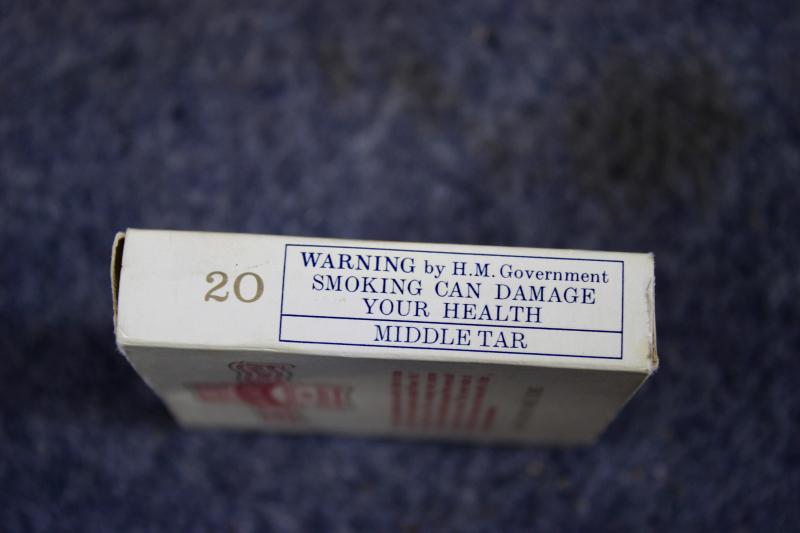 20
WARNING by H.M. Government
SMOKING CAN DAMAGE
YOUR HEALTH
MIDDLE TAR